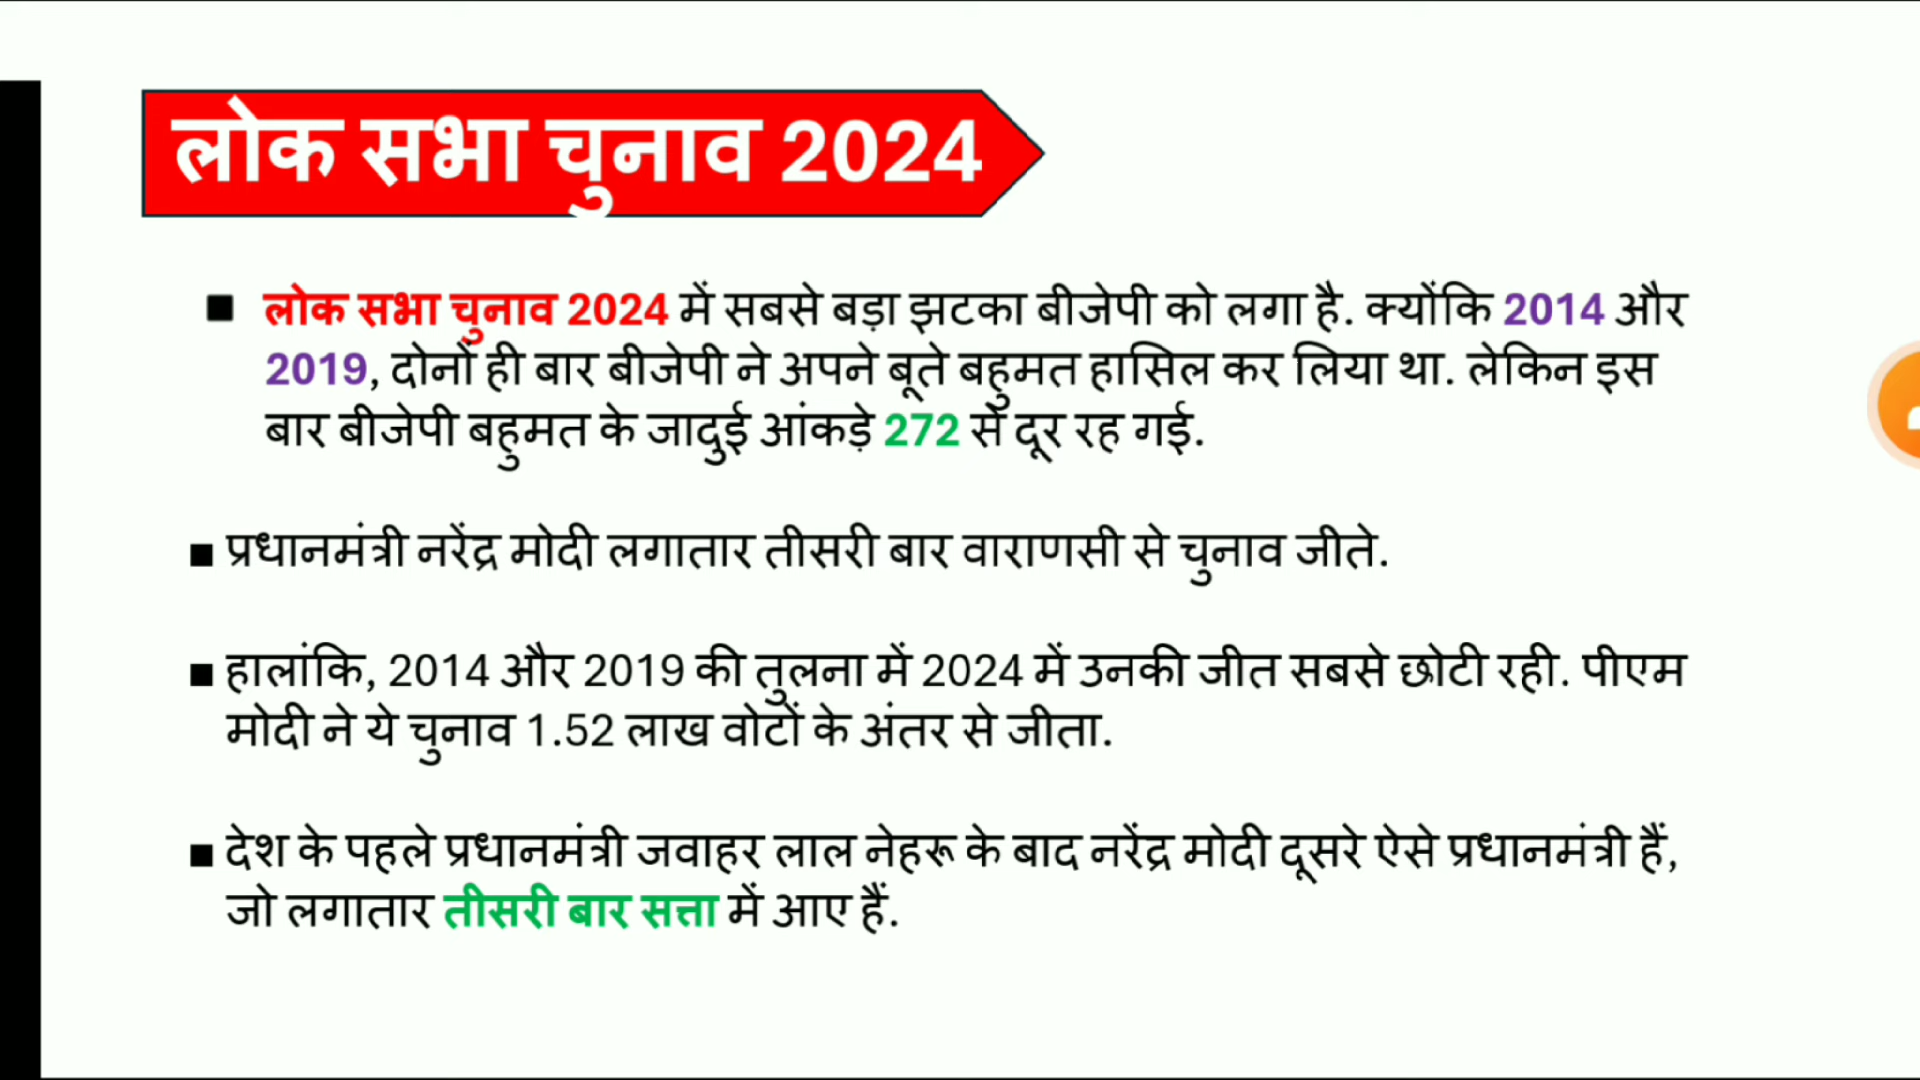 लोक सभा चुनाव 2024
■ लोक सभा चुनाव 2024 में सबसे बड़ा झटका बीजेपी को लगा है. क्योंकि 2014 और
2019, दोनों ही बार बीजेपी ने अपने बूते बहुमत हासिल कर लिया था. लेकिन इस
बार बीजेपी बहुमत के जादुई आंकड़े 272 से दूर रह गई.
■ प्रधानमंत्री नरेंद्र मोदी लगातार तीसरी बार वाराणसी से चुनाव जीते.
■ हालांकि, 2014 और 2019 की तुलना में 2024 में उनकी जीत सबसे छोटी रही. पीएम
मोदी ने ये चुनाव 1.52 लाख वोटों के अंतर से जीता.
■ देश के पहले प्रधानमंत्री जवाहर लाल नेहरू के बाद नरेंद्र मोदी दूसरे ऐसे प्रधानमंत्री हैं,
जो लगातार तीसरी बार सत्ता में आए हैं.